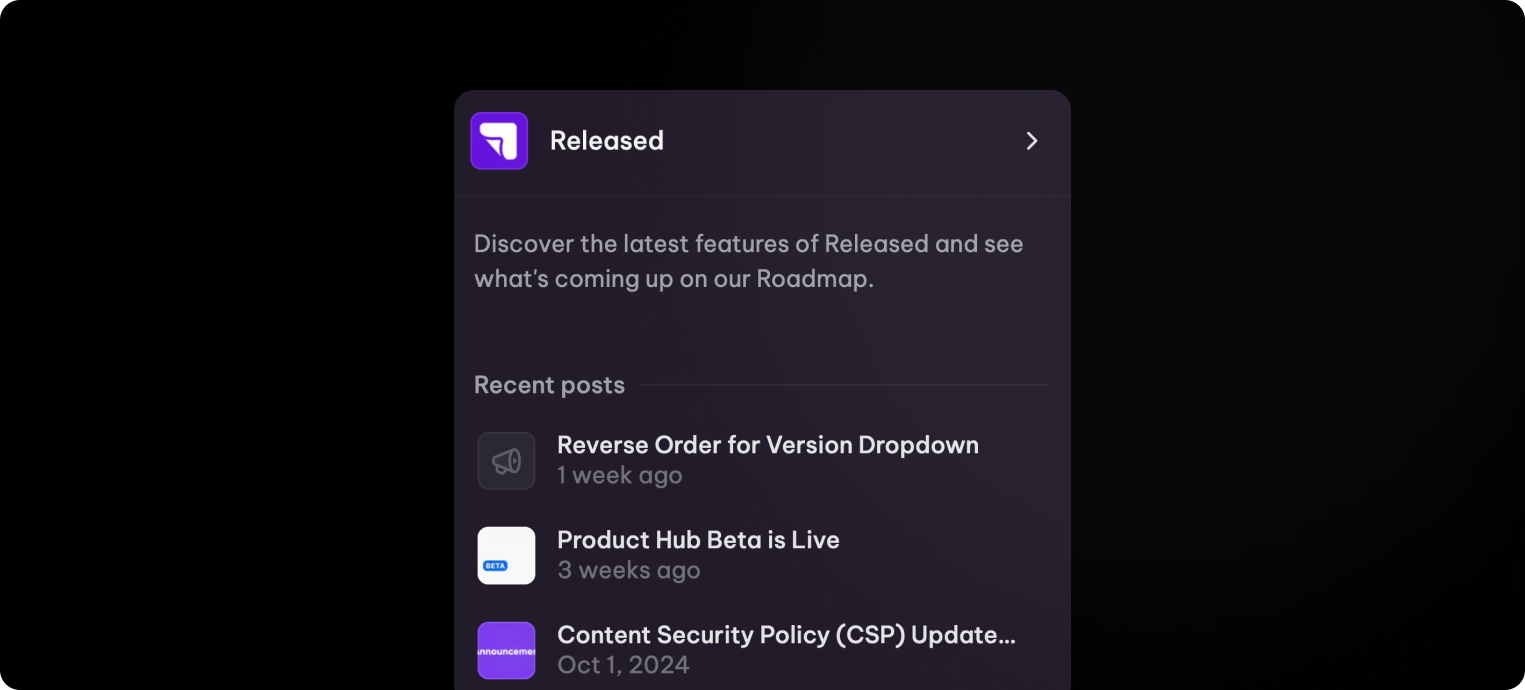 Released
Discover the latest features of Released and see
what's coming up on our Roadmap.
Recent posts
Reverse Order for Version Dropdown
1 week ago
Product Hub Beta is Live
BETA
3 weeks ago
Content Security Policy (CSP) Update...
nnouncemen
Oct 1, 2024